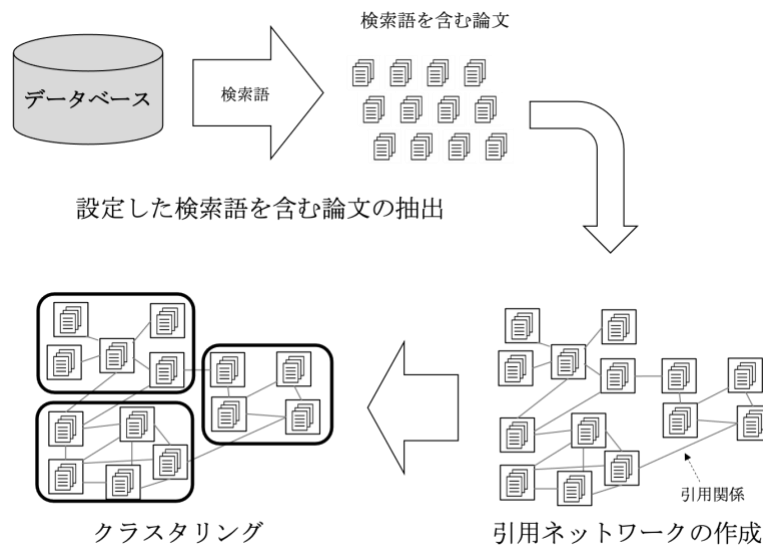 検索語を含む論文
データベース
検索語
設定した検索語を含む論文の抽出
引用関係
クラスタリング
引用ネットワークの作成